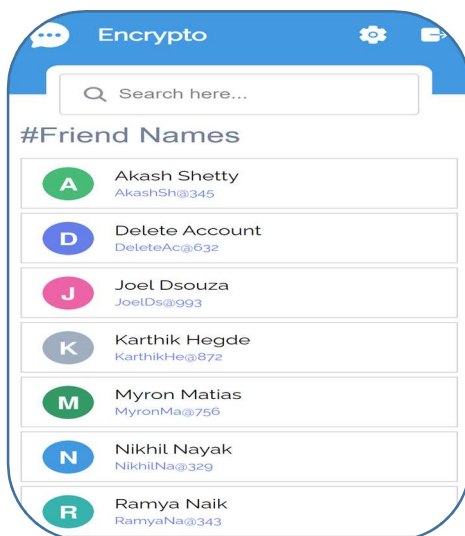 Encrypto
Search here...
#Friend Names
A
Akash Shetty
AkashSh@345
D
Delete Account
DeleteAc@632
J
Joel Dsouza
JoelDs@993
K
Karthik Hegde
KarthikHe@872
M
Myron Matias
MyronMa@756
N
Nikhil Nayak
NikhilNa@329
R
Ramya Naik
RamyaNa@343